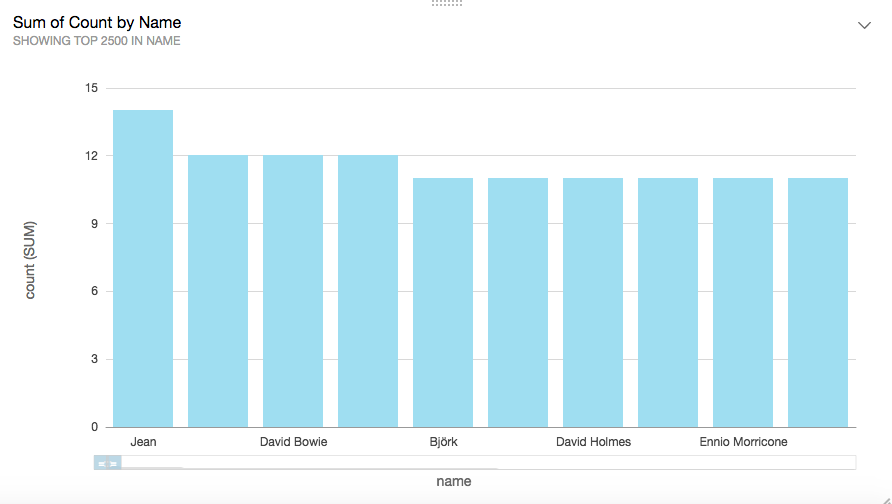 Sum of Count by Name
SHOWING TOP 2500 IN NAME
15
12
9
6
3
0
count (SUM)
Jean David Bowie Björk David Holmes Ennio Morricone
name